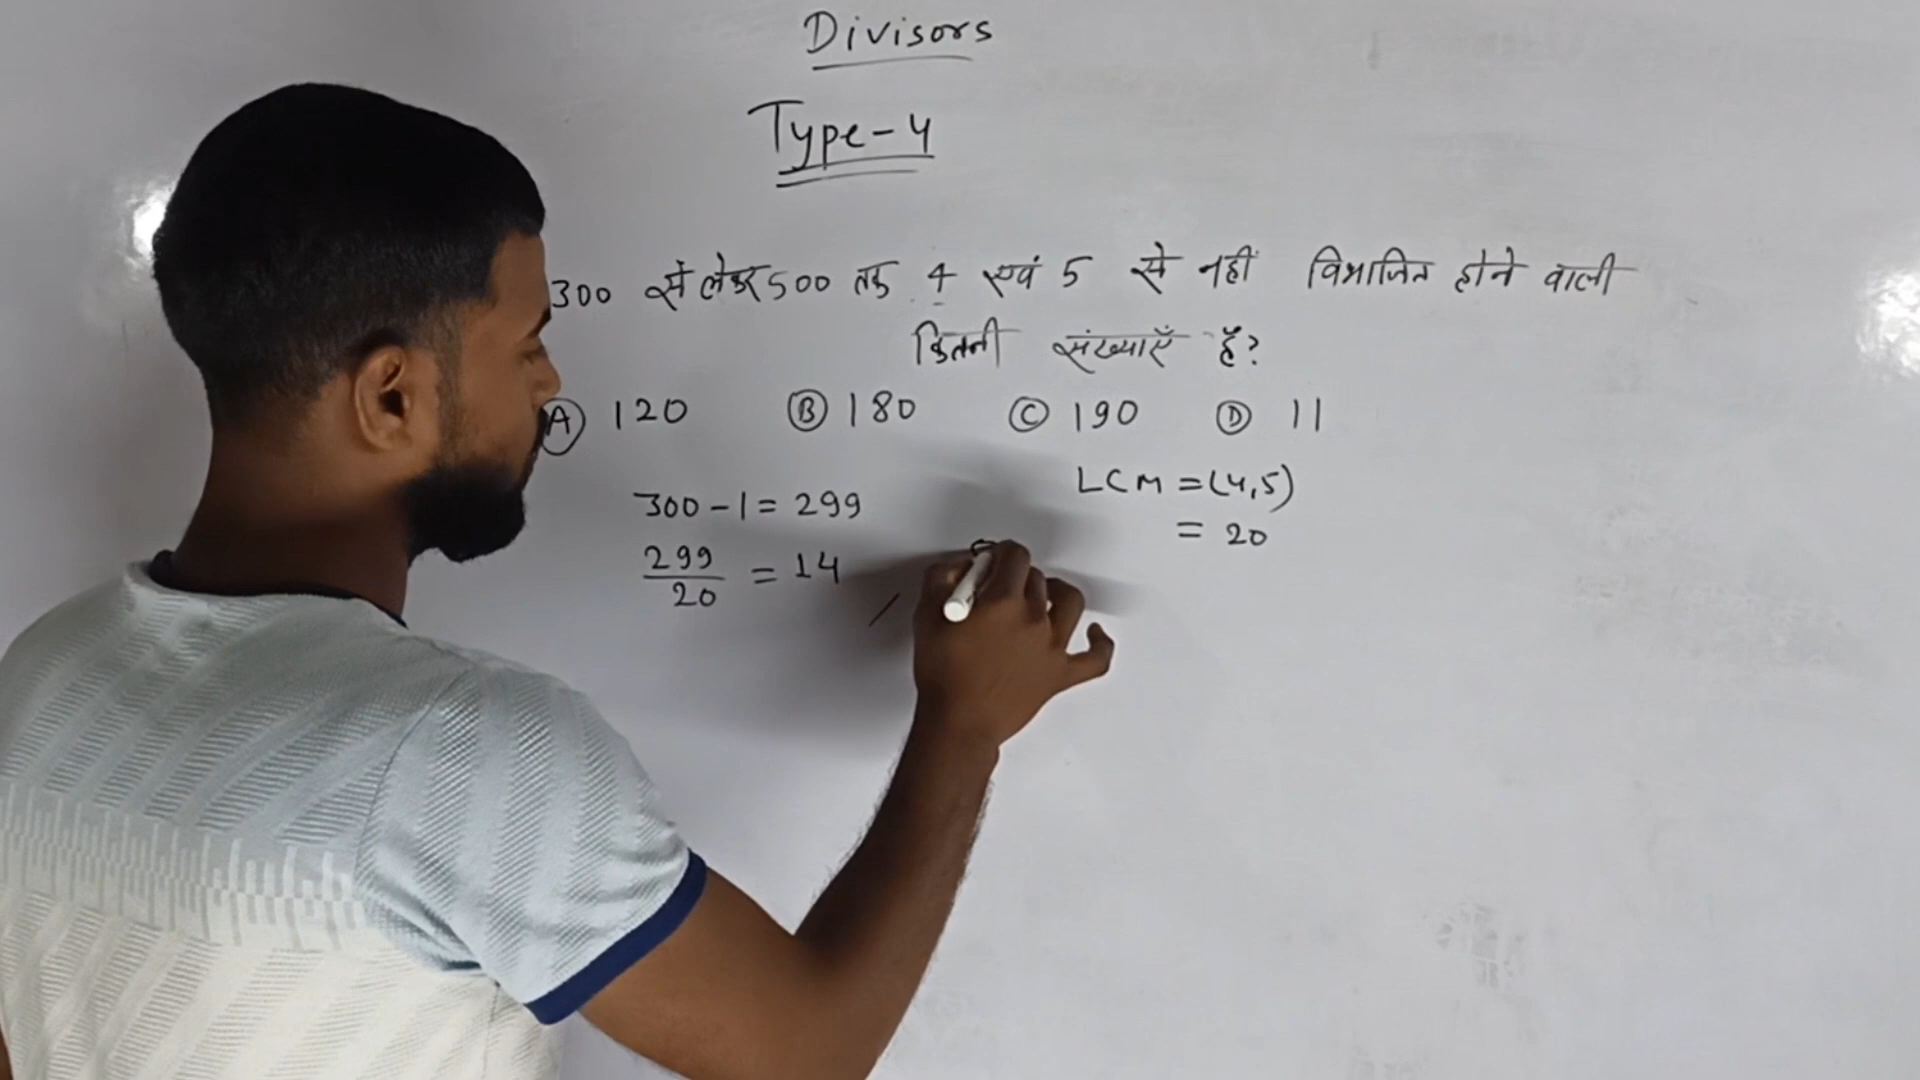 Divisors
Type-4
300 से लेकर 500 तक 4 एवं 5 से नहीं विभाजित होने वाली
कितनी संख्याएँ हैं?
(A) 120 (B) 180 (C) 190 (D) 11
300 - 1 = 299
299/20 = 14
LCM = (4,5)
= 20